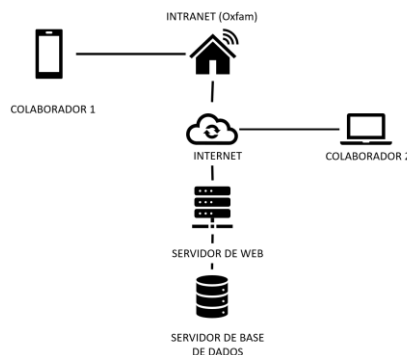 INTRANET (Oxfam)
COLABORADOR 1
INTERNET
COLABORADOR 2
SERVIDOR DE WEB
SERVIDOR DE BASE
DE DADOS